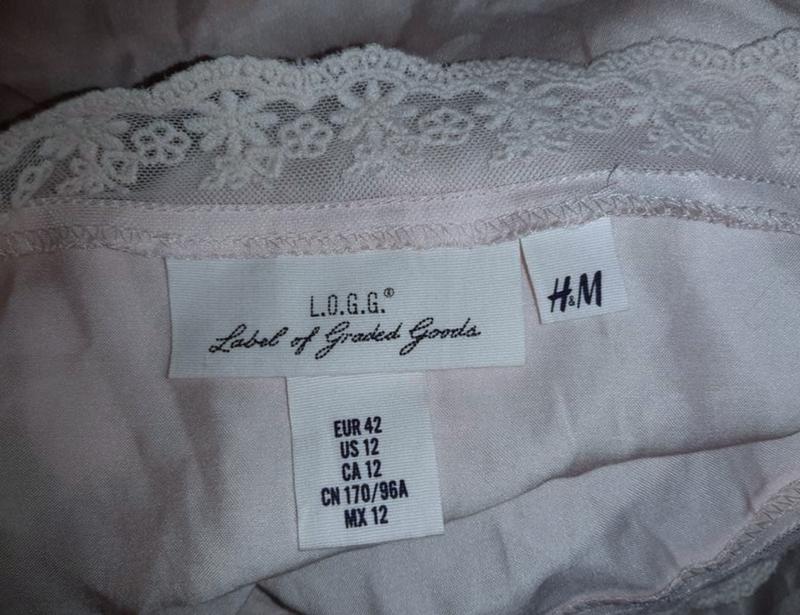 L.O.G.G.®
Label of Graded Goods
H&M
EUR 42
US 12
CA 12
CN 170/96A
MX 12